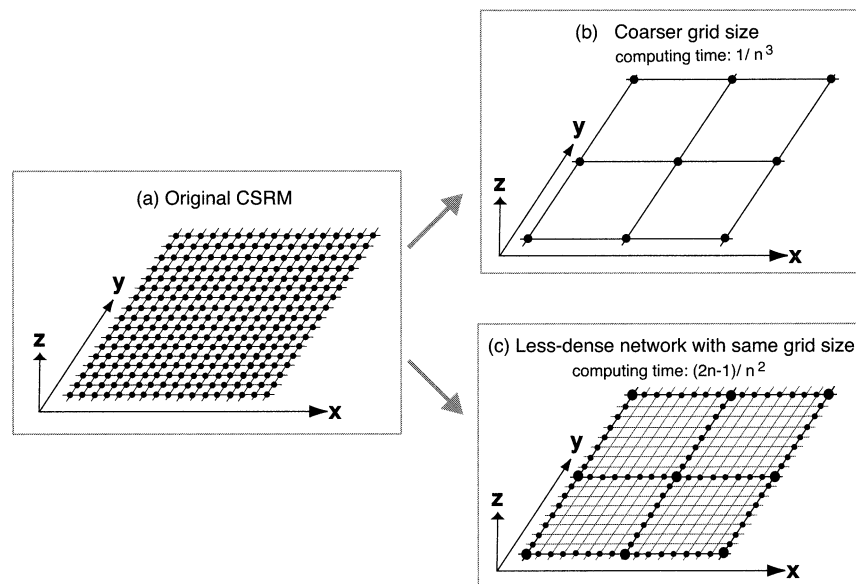 (a) Original CSRM
z
y
x
(b) Coarser grid size
computing time: 1/ n³
y
z
x
(c) Less-dense network with same grid size
computing time: (2n-1)/ n²
y
z
x